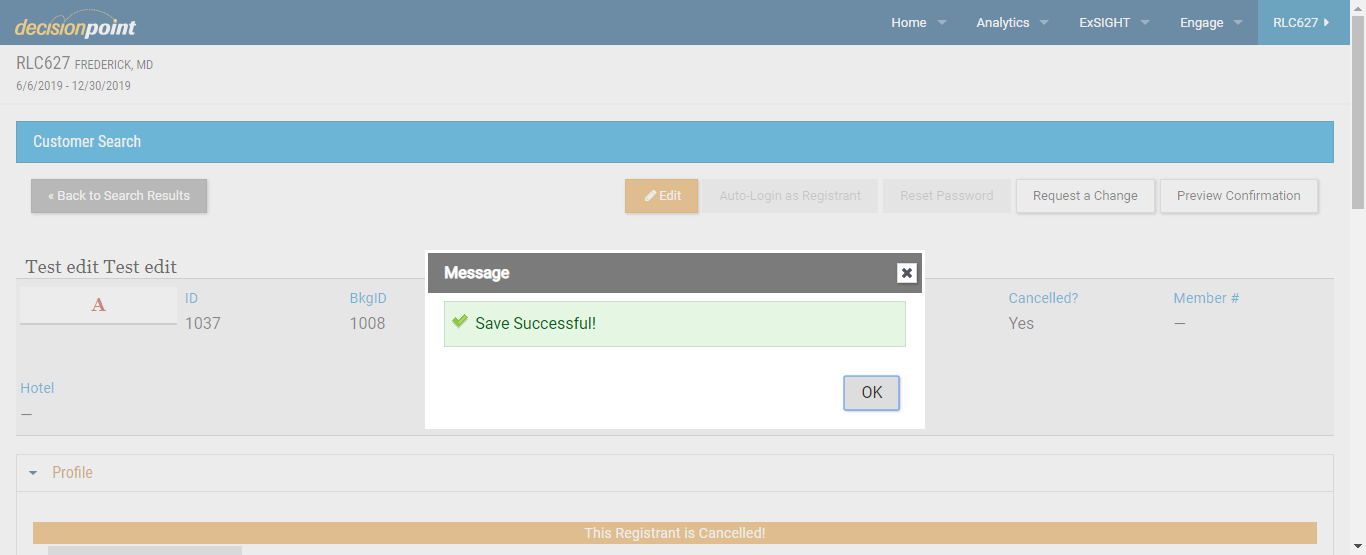 decisionpoint
Home Analytics ExSIGHT Engage RLC627
RLC627 FREDERICK, MD
6/6/2019 - 12/30/2019
Customer Search
« Back to Search Results
Edit Auto-Login as Registrant Reset Password Request a Change Preview Confirmation
Test edit Test edit
Message
A
ID
1037
BkgID
1008
Save Successful!
OK
Cancelled?
Yes
Member #
—
Hotel
—
Profile
This Registrant is Cancelled!